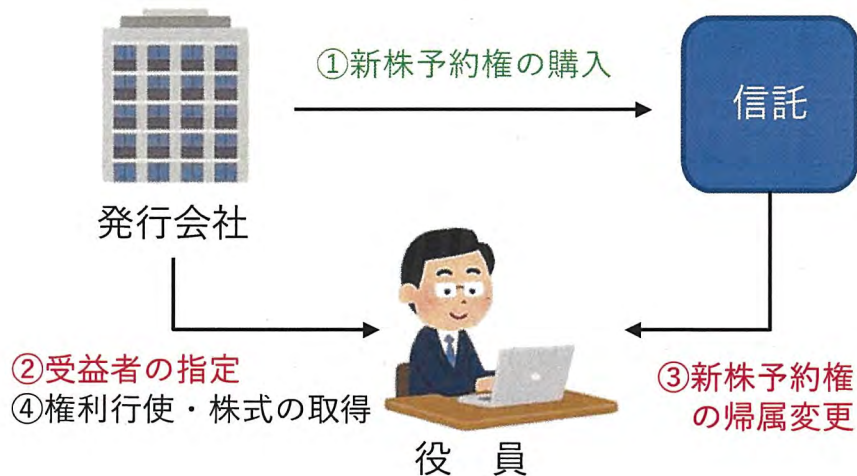 ①新株予約権の購入
信託
発行会社
②受益者の指定
④権利行使・株式の取得
③新株予約権
の帰属変更
役　員